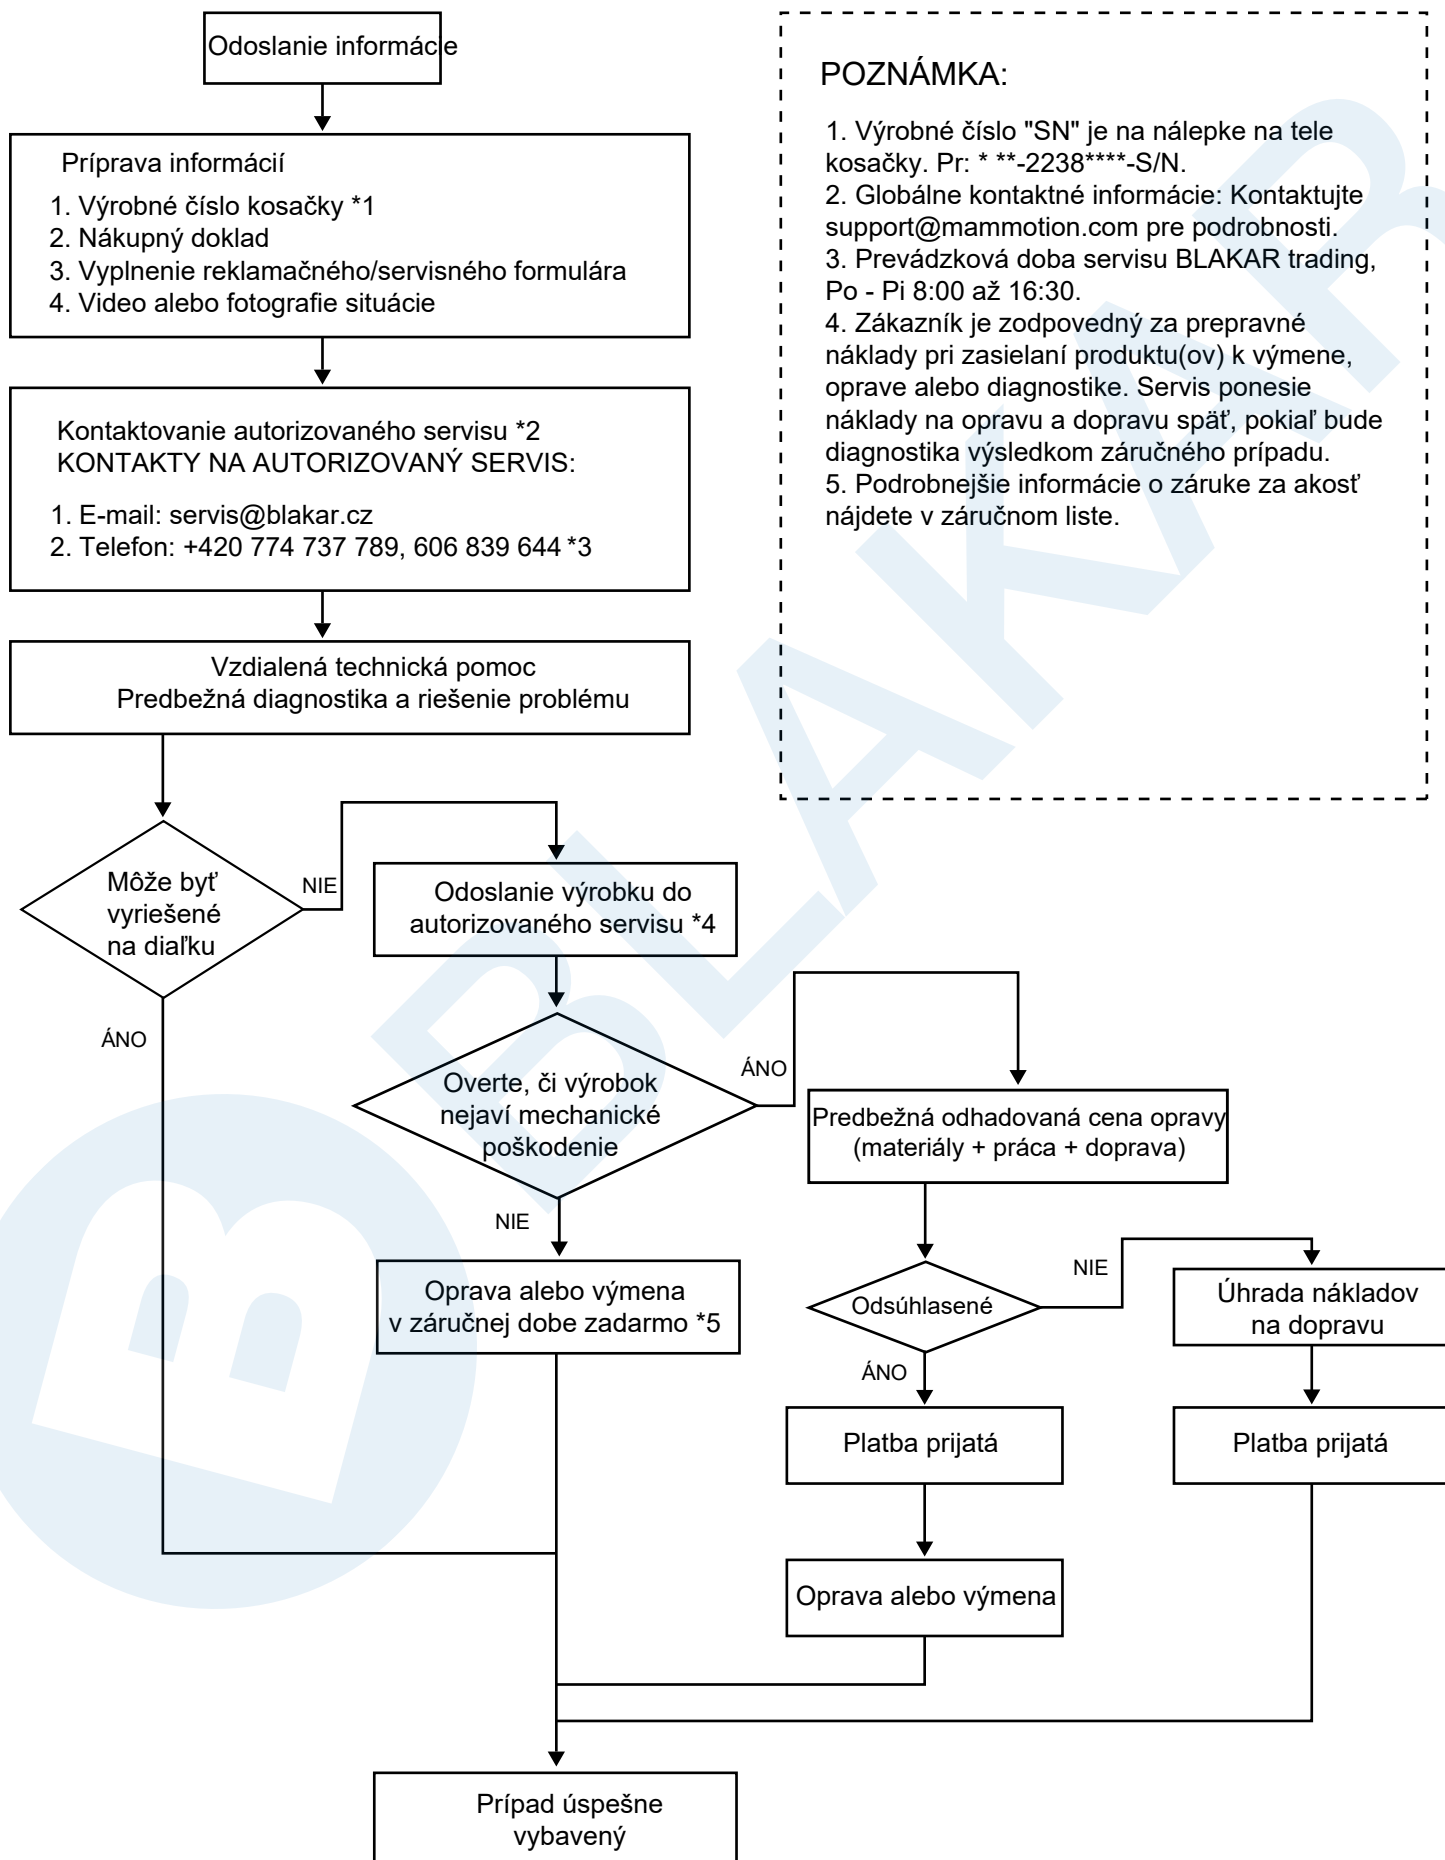 Odoslanie informácie
Príprava informácií
1. Výrobné číslo kosačky *1
2. Nákupný doklad
3. Vyplnenie reklamačného/servisného formulára
4. Video alebo fotografie situácie
Kontaktovanie autorizovaného servisu *2
KONTAKTY NA AUTORIZOVANÝ SERVIS:
1. E-mail: servis@blakar.cz
2. Telefon: +420 774 737 789, 606 839 644 *3
Vzdialená technická pomoc
Predbežná diagnostika a riešenie problému
POZNÁMKA:
1. Výrobné číslo "SN" je na nálepke na tele
kosačky. Pr: * **-2238****-S/N.
2. Globálne kontaktné informácie: Kontaktujte
support@mammotion.com pre podrobnosti.
3. Prevádzková doba servisu BLAKAR trading,
Po - Pi 8:00 až 16:30.
4. Zákazník je zodpovedný za prepravné
náklady pri zasielaní produktu(ov) k výmene,
oprave alebo diagnostike. Servis ponesie
náklady na opravu a dopravu späť, pokiaľ bude
diagnostika výsledkom záručného prípadu.
5. Podrobnejšie informácie o záruke za akosť
nájdete v záručnom liste.
Môže byť
vyriešené
na diaľku
NIE
ÁNO
Odoslanie výrobku do
autorizovaného servisu *4
Overte, či výrobok
nejaví mechanické
poškodenie
ÁNO
NIE
Predbežná odhadovaná cena opravy
(materiály + práca + doprava)
Oprava alebo výmena
v záručnej dobe zadarmo *5
Odsúhlasené
NIE
ÁNO
Úhrada nákladov
na dopravu
Platba prijatá
Platba prijatá
Oprava alebo výmena
Prípad úspešne
vybavený
B BLAKAR